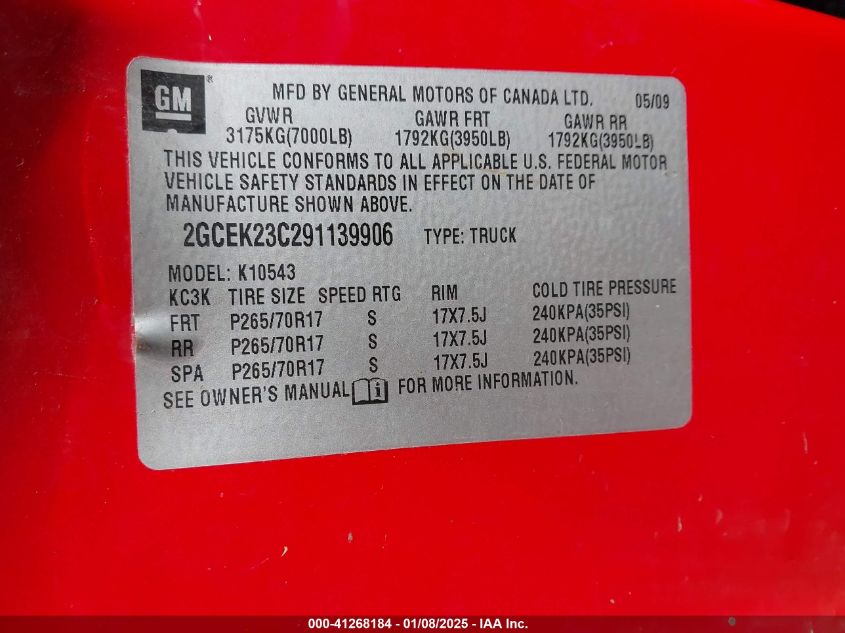 GM®
MFD BY GENERAL MOTORS OF CANADA LTD. 05/09
GVWR GAWR FRT GAWR RR
3175KG(7000LB) 1792KG(3950LB) 1792KG(3950LB)
THIS VEHICLE CONFORMS TO ALL APPLICABLE U.S. FEDERAL MOTOR
VEHICLE SAFETY STANDARDS IN EFFECT ON THE DATE OF
MANUFACTURE SHOWN ABOVE.
2GCEK23C291139906 TYPE: TRUCK
MODEL: K10543
KC3K TIRE SIZE SPEED RTG RIM COLD TIRE PRESSURE
FRT P265/70R17 S 17X7.5J 240KPA(35PSI)
RR P265/70R17 S 17X7.5J 240KPA(35PSI)
SPA P265/70R17 S 17X7.5J 240KPA(35PSI)
SEE OWNER'S MANUAL FOR MORE INFORMATION.
000-41268184 - 01/08/2025 - IAA Inc.